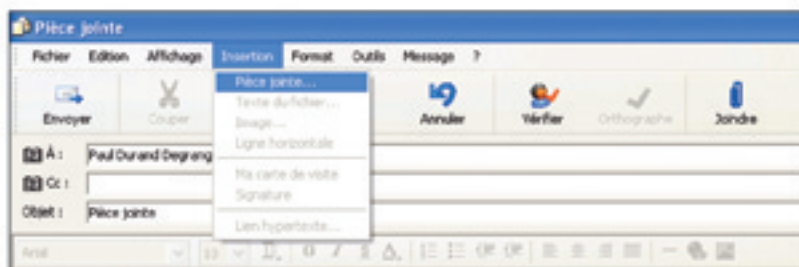 Pièce jointe
Fichier Edition Affichage Insertion Format Outils Message ?
Pièce jointe...
Texte du fichier...
Image...
Ligne horizontale
Ma carte de visite
Signature
Lien hypertexte...
Envoyer Couper Annuler Vérifier Orthographe Joindre
À : Paul Durand Degrang
Cc :
Objet : Pièce jointe
Arial 10 G I S A